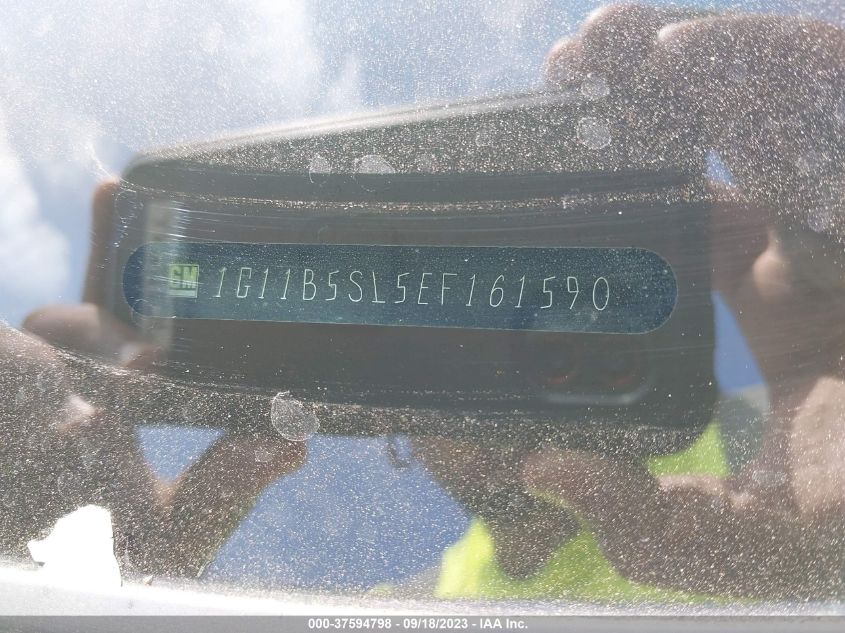 GM 1G11B5SL5EF161590
000-37594798 - 09/18/2023 - IAA Inc.